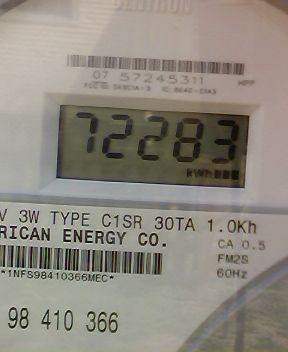 CENTRON
07 57245311
72283
kWh
V 3W TYPE C1SR 30TA 1.0Kh
RICAN ENERGY CO.
CA 0.5
FM2S
*1NFS98410366MEC*
60Hz
98 410 366